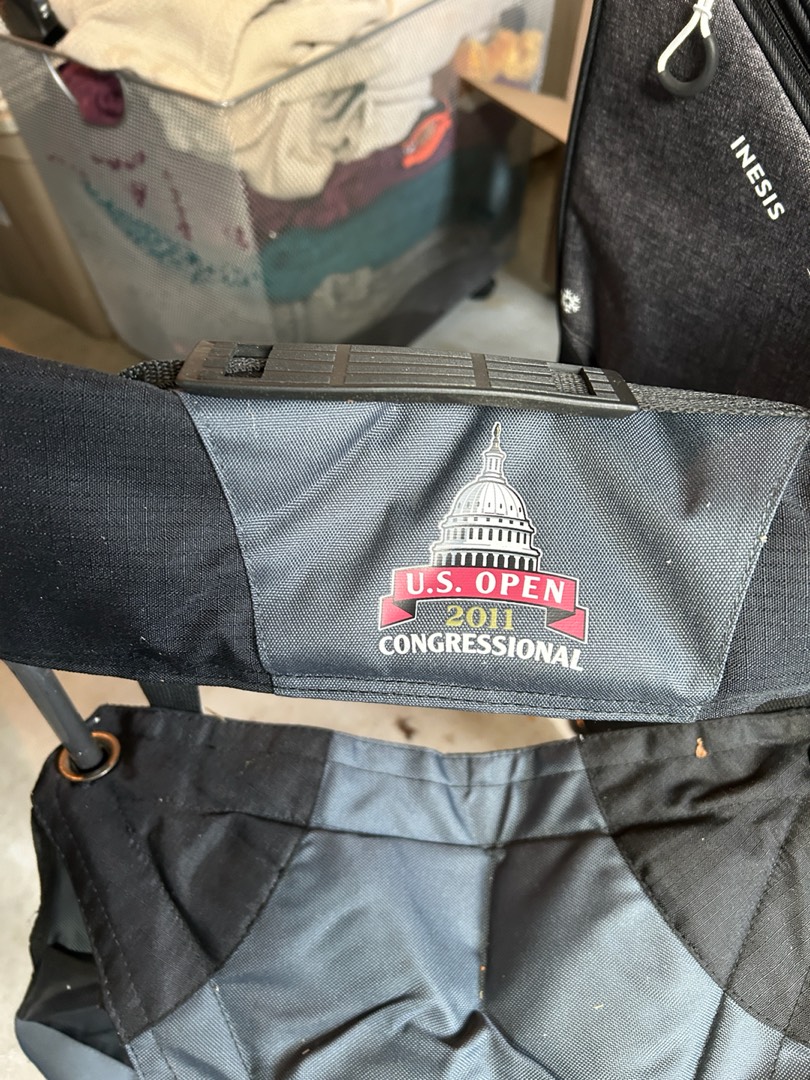 INESIS
U.S. OPEN
2011
CONGRESSIONAL